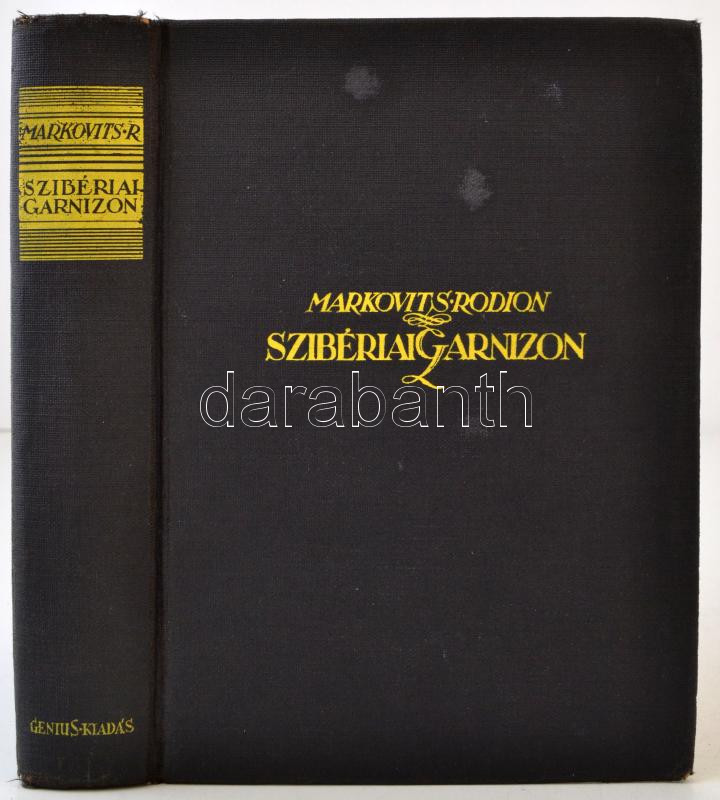 MARKOVITS·R
SZIBÉRIAI
GARNIZON
GENIUS·KIADÁS
MARKOVITS·RODION
SZIBÉRIAI GARNIZON
darabanth